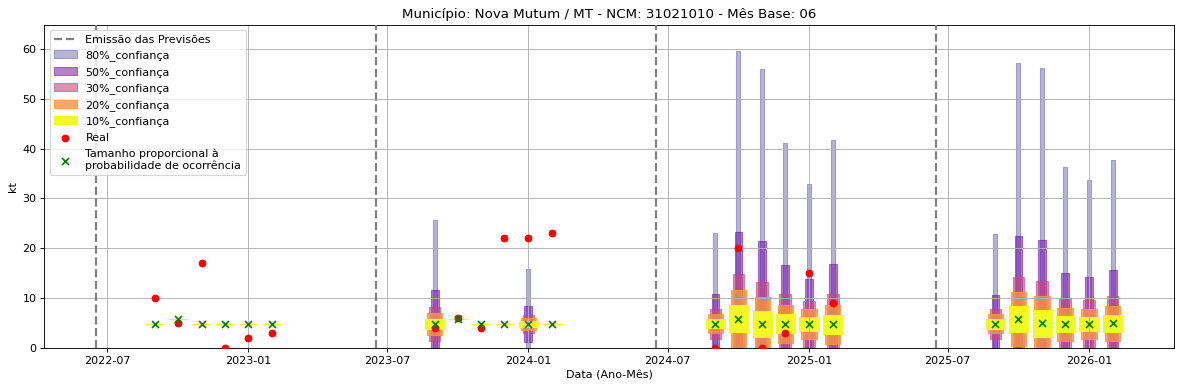 Município: Nova Mutum / MT - NCM: 31021010 - Mês Base: 06
Emissão das Previsões
80%_confiança
50%_confiança
30%_confiança
20%_confiança
10%_confiança
Real
Tamanho proporcional à
probabilidade de ocorrência
kt
60
50
40
30
20
10
0
2022-07 2023-01 2023-07 2024-01 2024-07 2025-01 2025-07 2026-01
Data (Ano-Mês)